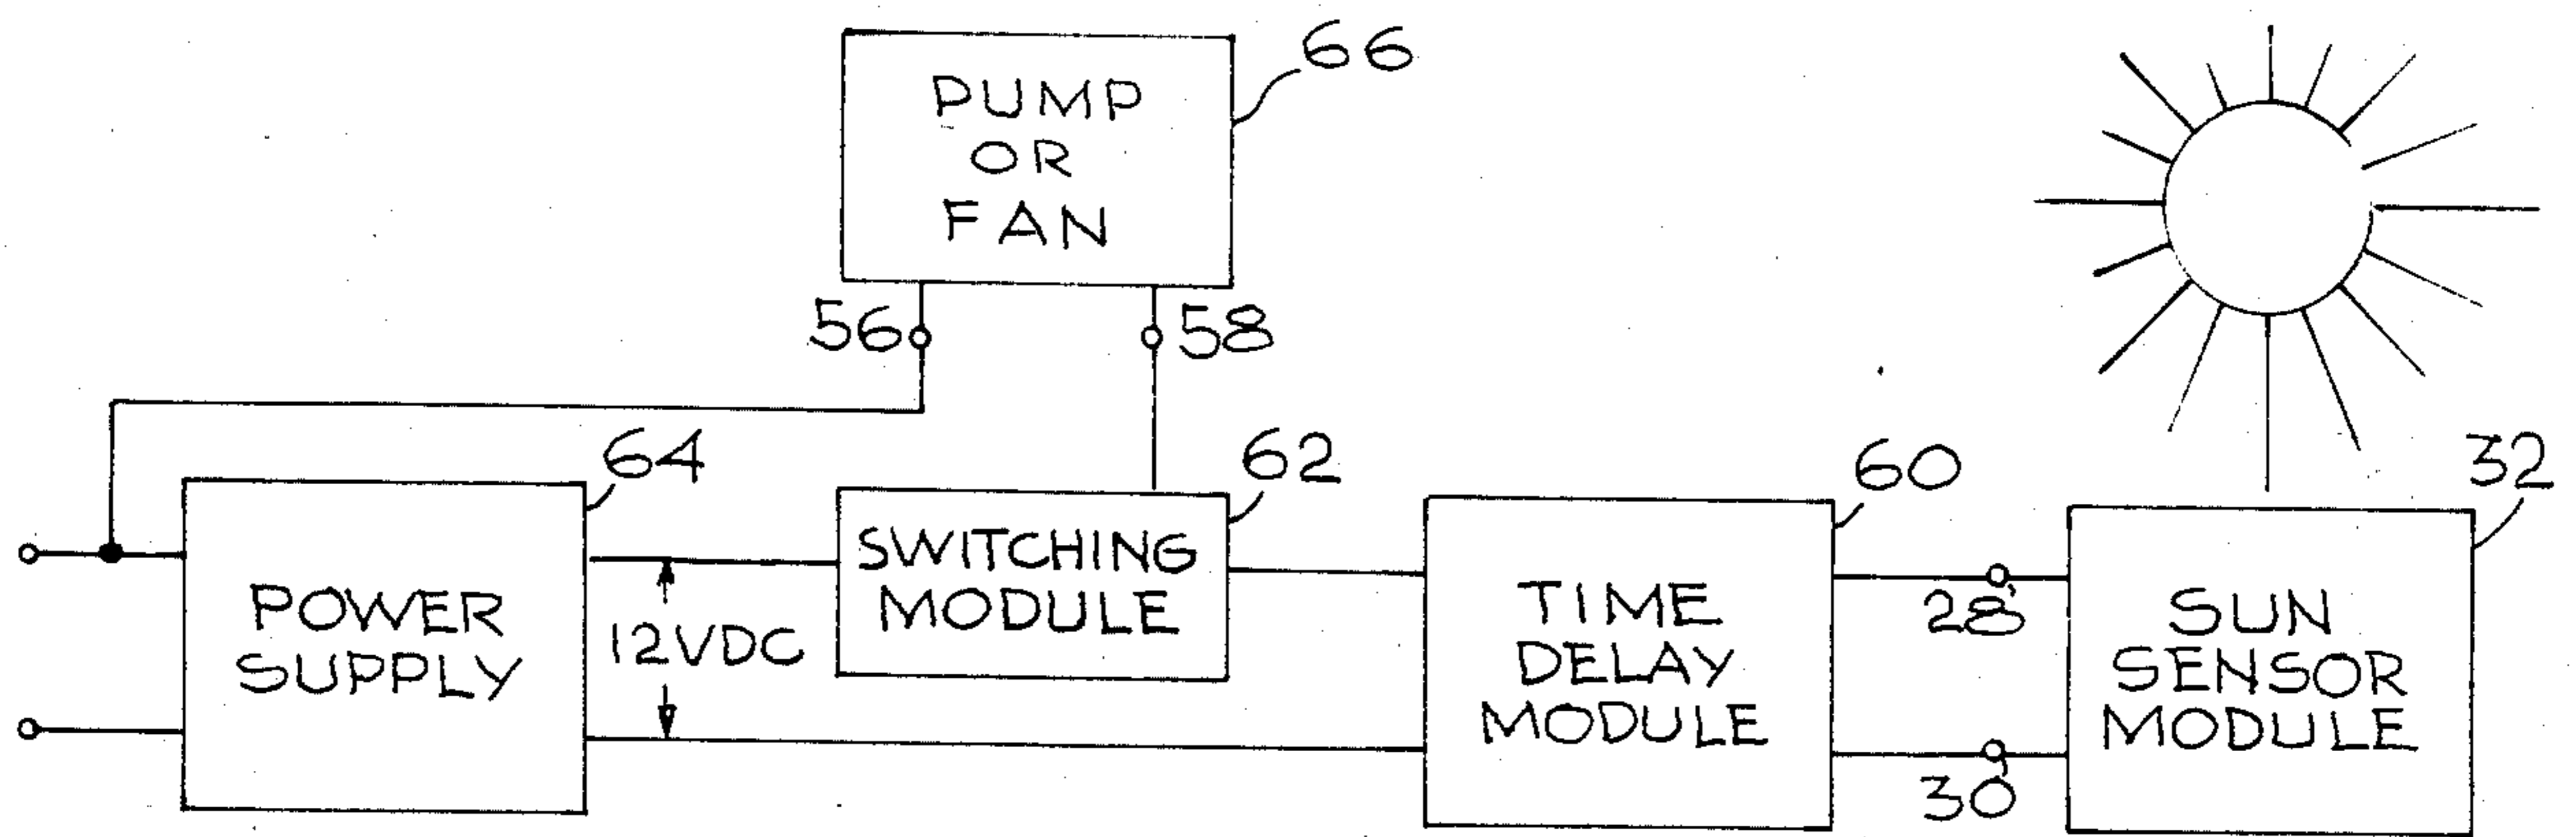 66
PUMP
OR
FAN
56
58
64
62
60
32
POWER
SUPPLY
12VDC
SWITCHING
MODULE
TIME
DELAY
MODULE
28
30
SUN
SENSOR
MODULE